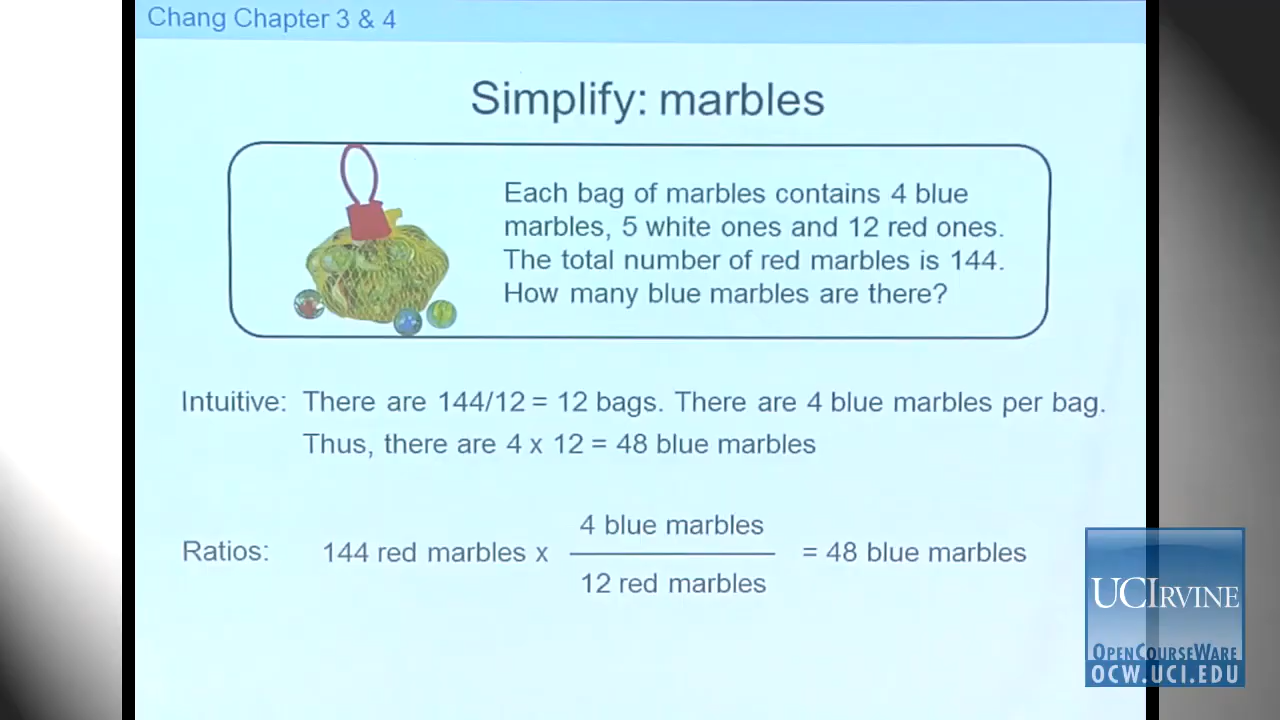 Chang Chapter 3 & 4
Simplify: marbles
Each bag of marbles contains 4 blue
marbles, 5 white ones and 12 red ones.
The total number of red marbles is 144.
How many blue marbles are there?
Intuitive: There are 144/12 = 12 bags. There are 4 blue marbles per bag.
Thus, there are 4 x 12 = 48 blue marbles
4 blue marbles
Ratios: 144 red marbles x = 48 blue marbles
12 red marbles
UCIRVINE
OPENCOURSEWARE
OCW.UCI.EDU